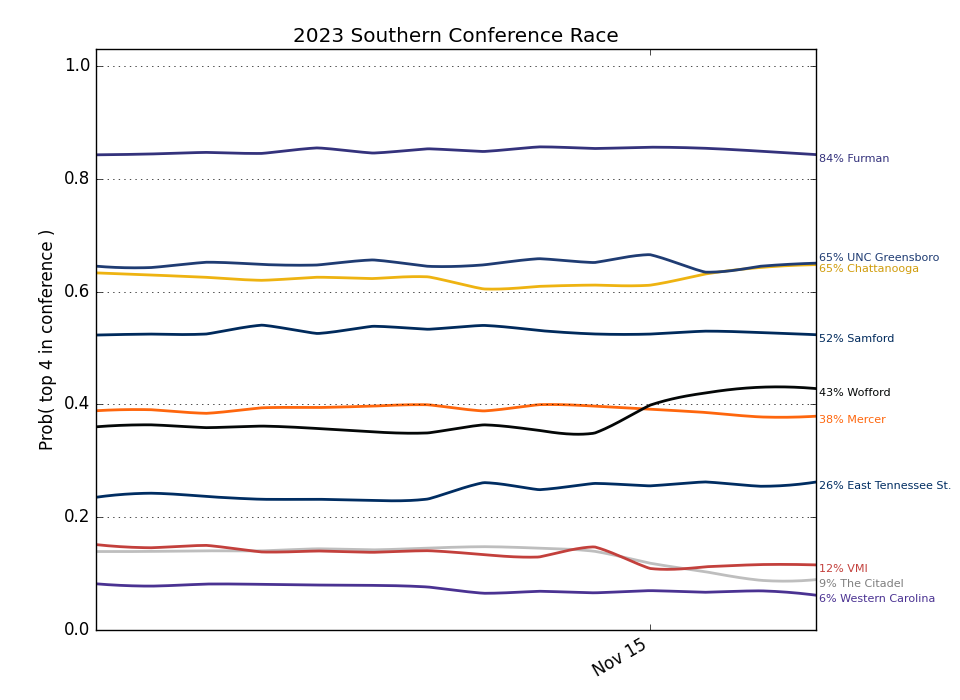 2023 Southern Conference Race
Prob( top 4 in conference )
1.0
0.8
0.6
0.4
0.2
0.0
84% Furman
65% UNC Greensboro
65% Chattanooga
52% Samford
43% Wofford
38% Mercer
26% East Tennessee St.
12% VMI
9% The Citadel
6% Western Carolina
Nov 15